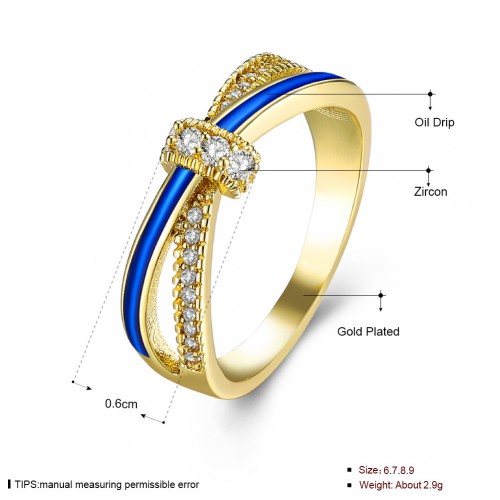 Oil Drip
Zircon
Gold Plated
0.6cm
Size: 6.7.8.9
TIPS:manual measuring permissible error
Weight: About 2.9g